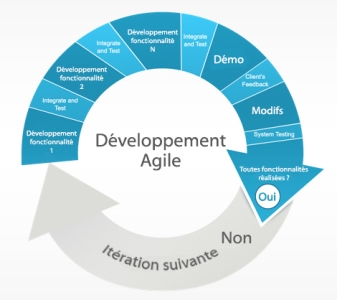 Développement
fonctionnalité
1
Integrate and
Test
Développement
fonctionnalité
2
Integrate
and Test
Développement
fonctionnalité
N
Integrate
and Test
Démo
Client's
Feedback
Modifs
System Testing
Toutes fonctionnalités
réalisées ?
Oui
Non
Itération suivante
Développement
Agile